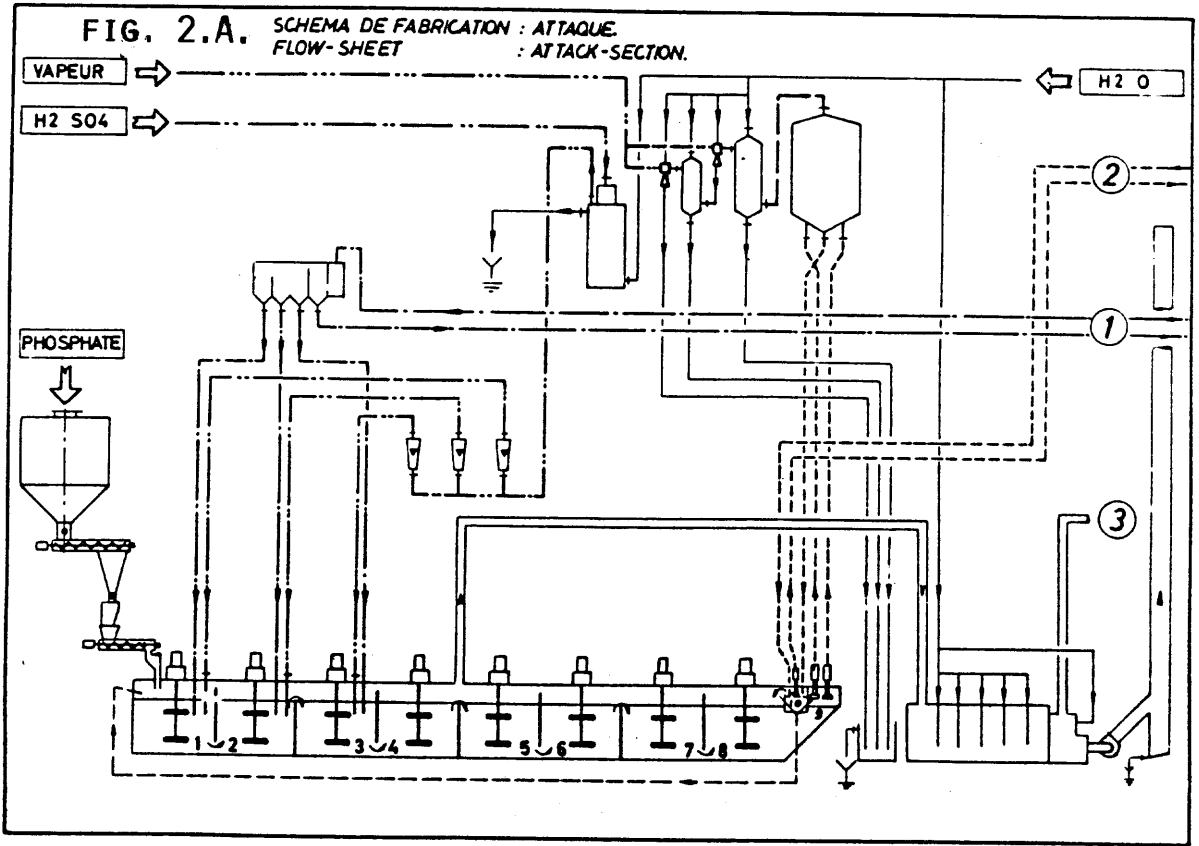 FIG. 2.A.
SCHEMA DE FABRICATION : ATTAQUE.
FLOW-SHEET : ATTACK-SECTION.
VAPEUR
H2 O
H2 SO4
2
1
PHOSPHATE
3
1 2 3 4 5 6 7 8 9